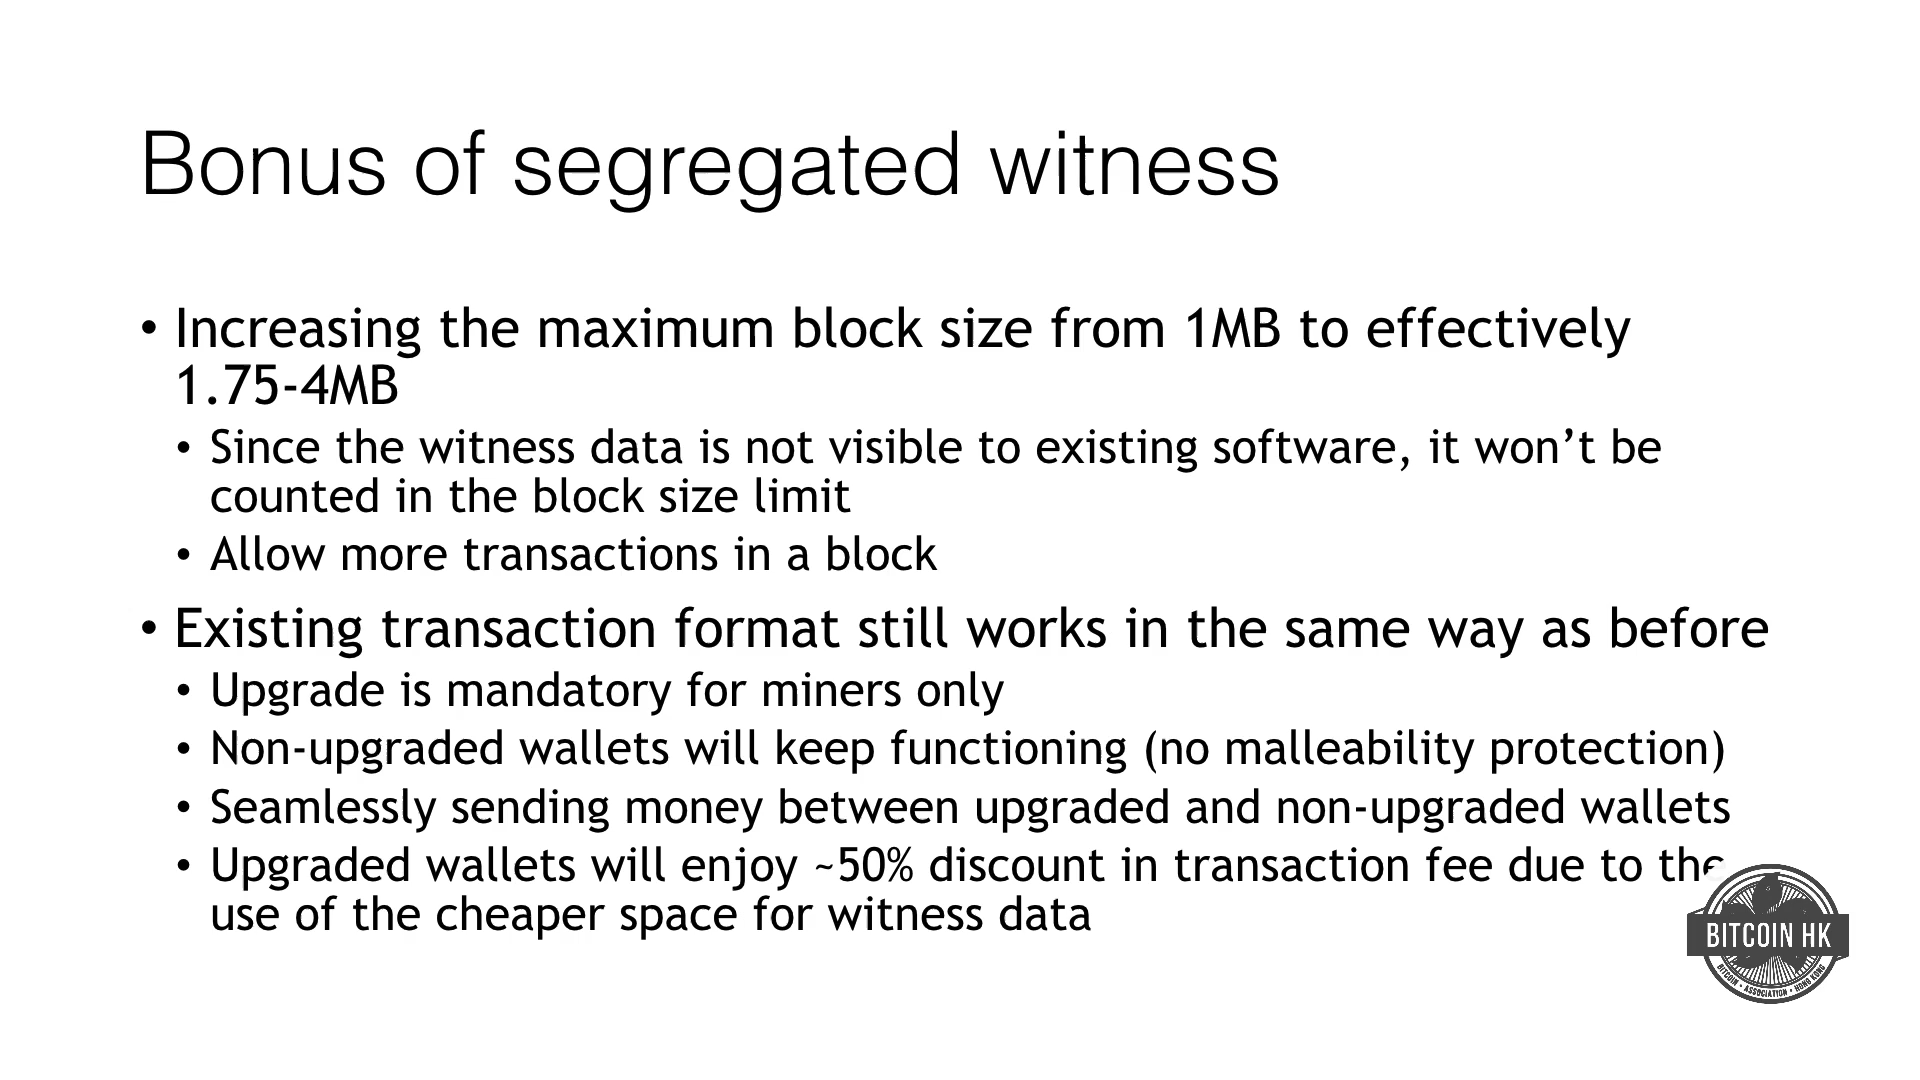 Bonus of segregated witness
• Increasing the maximum block size from 1MB to effectively
1.75-4MB
• Since the witness data is not visible to existing software, it won’t be
counted in the block size limit
• Allow more transactions in a block
• Existing transaction format still works in the same way as before
• Upgrade is mandatory for miners only
• Non-upgraded wallets will keep functioning (no malleability protection)
• Seamlessly sending money between upgraded and non-upgraded wallets
• Upgraded wallets will enjoy ~50% discount in transaction fee due to the
use of the cheaper space for witness data
BITCOIN HK
BITCOIN • ASSOCIATION • HONG KONG